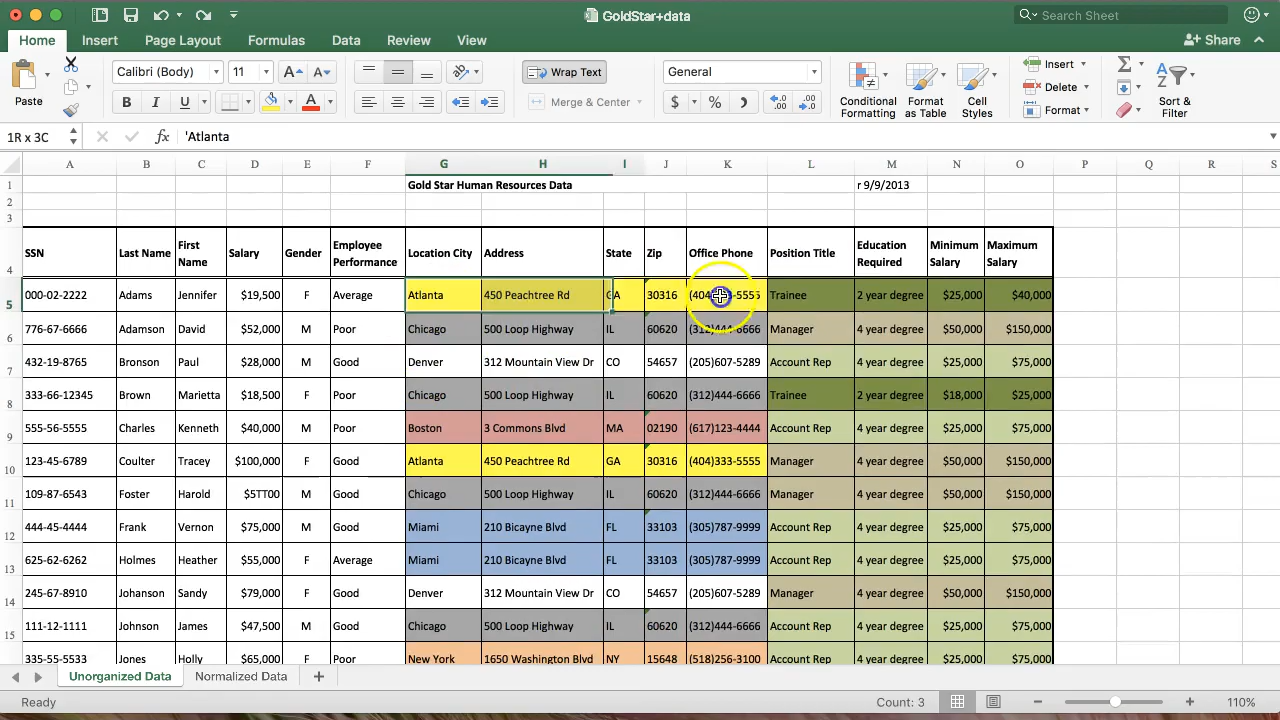 GoldStar+data
Search Sheet
Home Insert Page Layout Formulas Data Review View
Share
Paste
Calibri (Body) 11
B I U
Wrap Text
Merge & Center
General
$ %
Conditional Formatting
Format as Table
Cell Styles
Insert
Delete
Format
Sort & Filter
1R x 3C fx 'Atlanta
A B C D E F G H I J K L M N O P Q R S
1 Gold Star Human Resources Data r 9/9/2013
2
3
4 SSN Last Name First Name Salary Gender Employee Performance Location City Address State Zip Office Phone Position Title Education Required Minimum Salary Maximum Salary
5 000-02-2222 Adams Jennifer $19,500 F Average Atlanta 450 Peachtree Rd GA 30316 Trainee 2 year degree $25,000 $40,000
6 776-67-6666 Adamson David $52,000 M Poor Chicago 500 Loop Highway IL 60620 (312)444-6666 Manager 4 year degree $50,000 $150,000
7 432-19-8765 Bronson Paul $28,000 M Good Denver 312 Mountain View Dr CO 54657 (205)607-5289 Account Rep 4 year degree $25,000 $75,000
8 333-66-12345 Brown Marietta $18,500 F Poor Chicago 500 Loop Highway IL 60620 (312)444-6666 Trainee 2 year degree $18,000 $25,000
9 555-56-5555 Charles Kenneth $40,000 M Poor Boston 3 Commons Blvd MA 02190 (617)123-4444 Account Rep 4 year degree $25,000 $75,000
10 123-45-6789 Coulter Tracey $100,000 F Good Atlanta 450 Peachtree Rd GA 30316 (404)333-5555 Manager 4 year degree $50,000 $150,000
11 109-87-6543 Foster Harold $5TT00 M Good Chicago 500 Loop Highway IL 60620 (312)444-6666 Manager 4 year degree $50,000 $150,000
12 444-45-4444 Frank Vernon $75,000 M Good Miami 210 Bicayne Blvd FL 33103 (305)787-9999 Account Rep 4 year degree $25,000 $75,000
13 625-62-6262 Holmes Heather $55,000 F Average Miami 210 Bicayne Blvd FL 33103 (305)787-9999 Account Rep 4 year degree $25,000 $75,000
14 245-67-8910 Johanson Sandy $79,000 M Good Denver 312 Mountain View Dr CO 54657 (205)607-5289 Manager 4 year degree $50,000 $150,000
15 111-12-1111 Johnson James $47,500 M Good Chicago 500 Loop Highway IL 60620 (312)444-6666 Account Rep 4 year degree $25,000 $75,000
335-55-5533 Jones Holly $65,000 F Poor New York 1650 Washington Blvd NY 15648 (518)256-3100 Account Rep 4 year degree $25,000 $75,000
Unorganized Data Normalized Data
Ready Count: 3 110%